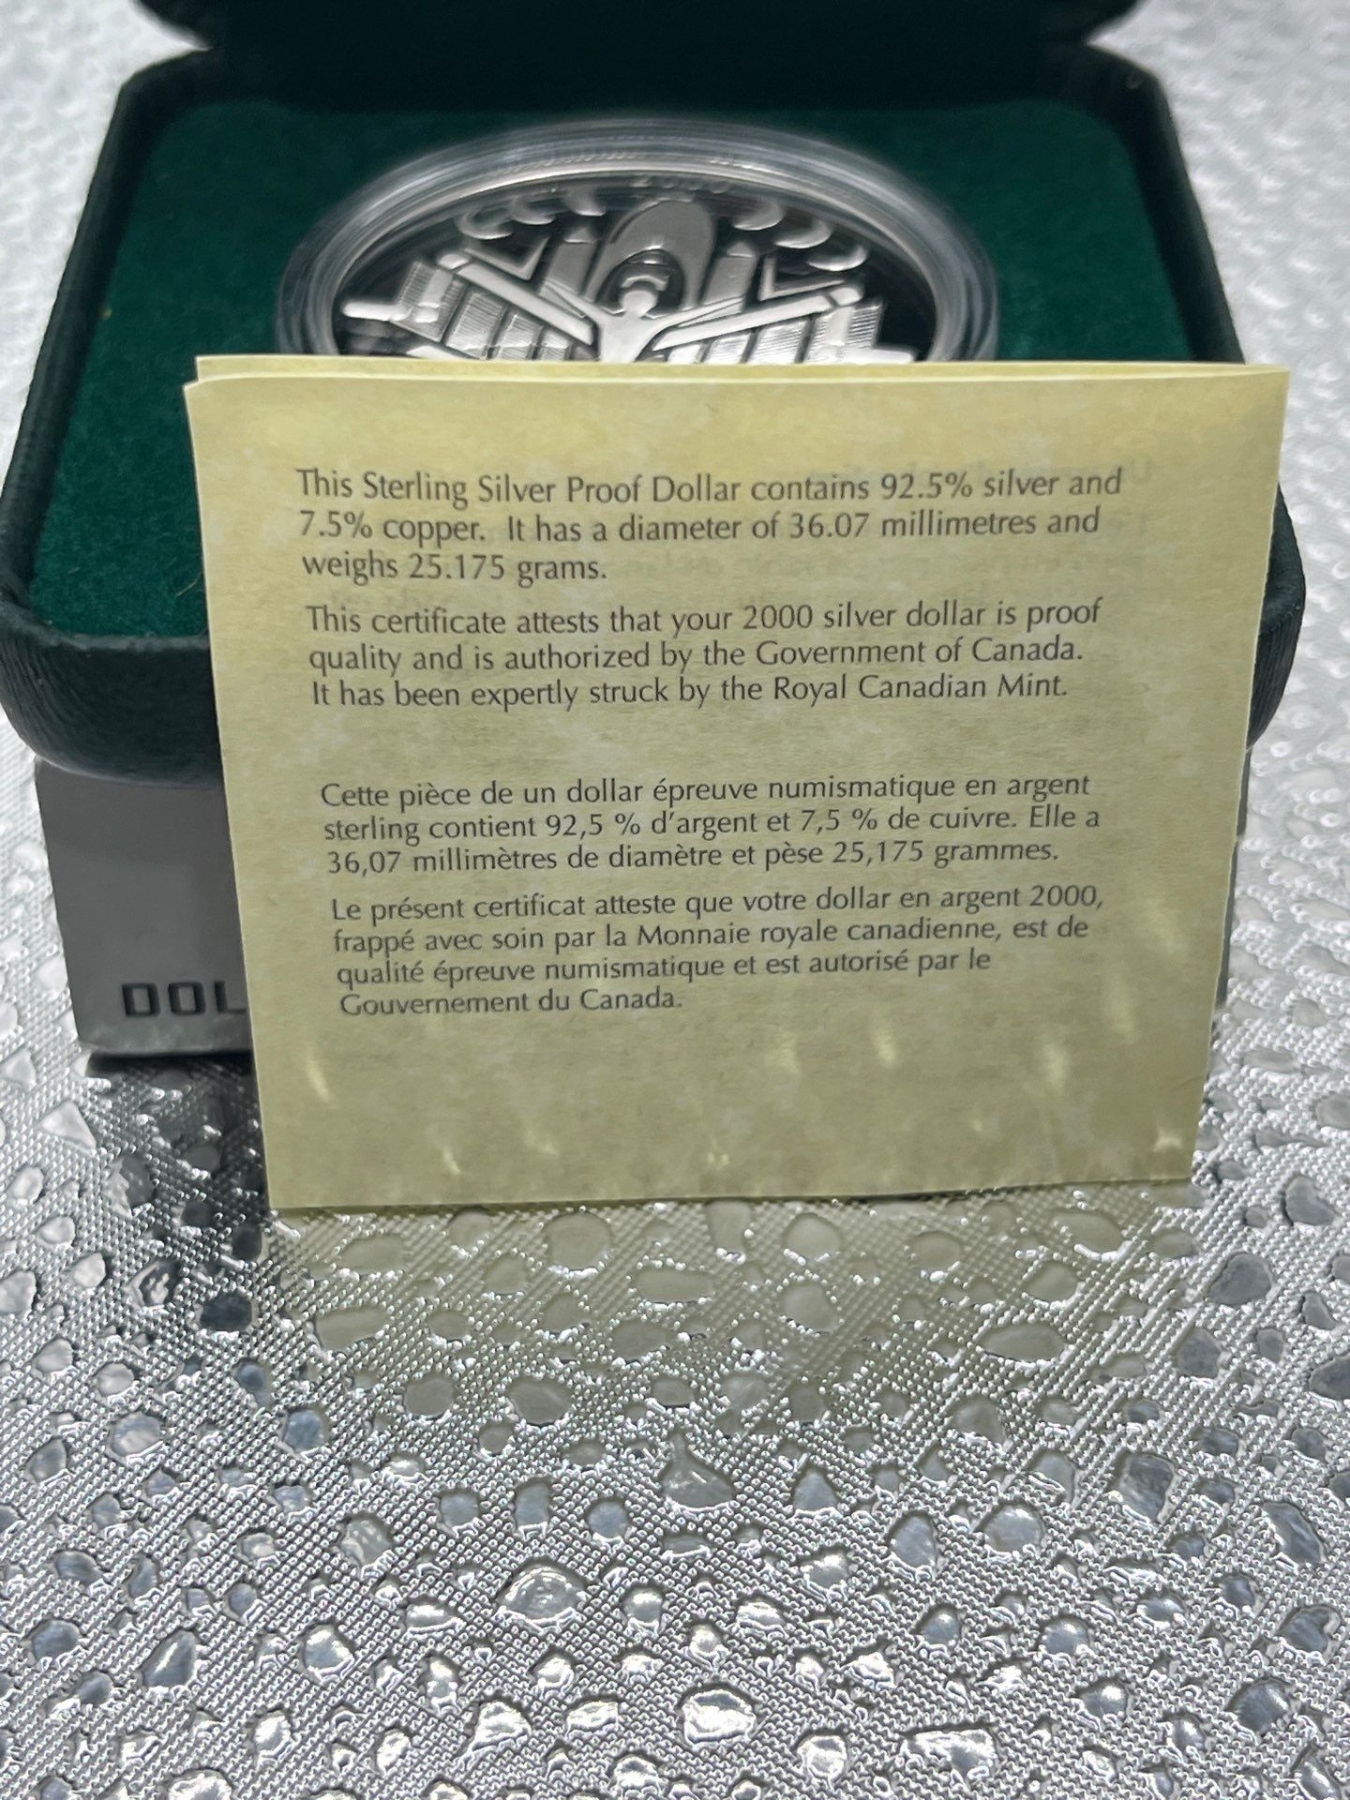 2000
This Sterling Silver Proof Dollar contains 92.5% silver and
7.5% copper. It has a diameter of 36.07 millimetres and
weighs 25.175 grams.
This certificate attests that your 2000 silver dollar is proof
quality and is authorized by the Government of Canada.
It has been expertly struck by the Royal Canadian Mint.
Cette pièce de un dollar épreuve numismatique en argent
sterling contient 92,5 % d'argent et 7,5 % de cuivre. Elle a
36,07 millimètres de diamètre et pèse 25,175 grammes.
Le présent certificat atteste que votre dollar en argent 2000,
frappé avec soin par la Monnaie royale canadienne, est de
qualité épreuve numismatique et est autorisé par le
Gouvernement du Canada.
DOL